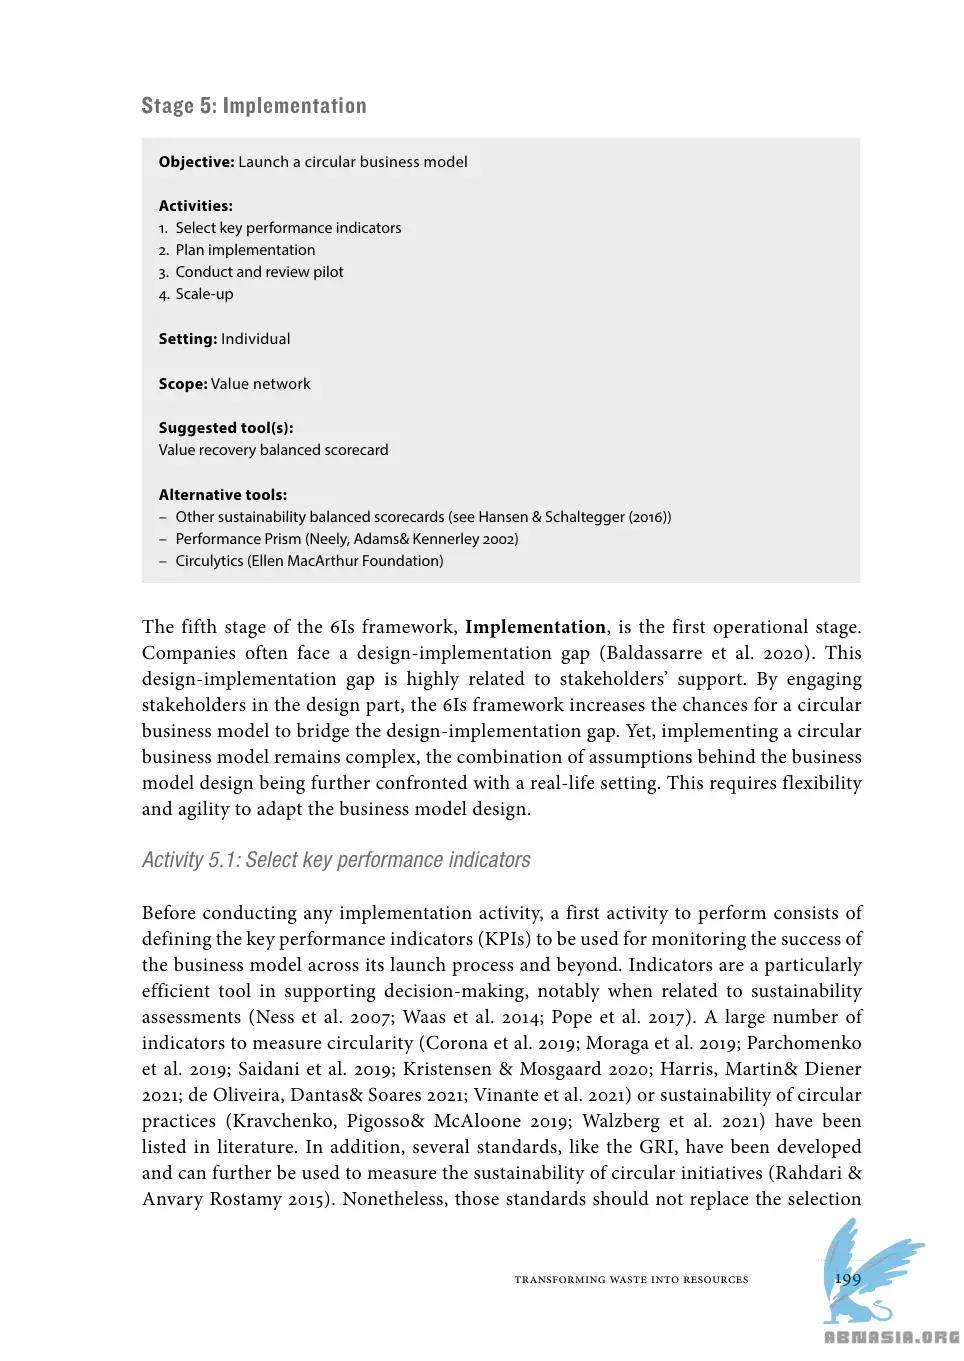 Stage 5: Implementation
Objective: Launch a circular business model
Activities:
1. Select key performance indicators
2. Plan implementation
3. Conduct and review pilot
4. Scale-up
Setting: Individual
Scope: Value network
Suggested tool(s):
Value recovery balanced scorecard
Alternative tools:
– Other sustainability balanced scorecards (see Hansen & Schaltegger (2016))
– Performance Prism (Neely, Adams& Kennerley 2002)
– Circulytics (Ellen MacArthur Foundation)
The fifth stage of the 6Is framework, Implementation, is the first operational stage.
Companies often face a design-implementation gap (Baldassarre et al. 2020). This
design-implementation gap is highly related to stakeholders’ support. By engaging
stakeholders in the design part, the 6Is framework increases the chances for a circular
business model to bridge the design-implementation gap. Yet, implementing a circular
business model remains complex, the combination of assumptions behind the business
model design being further confronted with a real-life setting. This requires flexibility
and agility to adapt the business model design.
Activity 5.1: Select key performance indicators
Before conducting any implementation activity, a first activity to perform consists of
defining the key performance indicators (KPIs) to be used for monitoring the success of
the business model across its launch process and beyond. Indicators are a particularly
efficient tool in supporting decision-making, notably when related to sustainability
assessments (Ness et al. 2007; Waas et al. 2014; Pope et al. 2017). A large number of
indicators to measure circularity (Corona et al. 2019; Moraga et al. 2019; Parchomenko
et al. 2019; Saidani et al. 2019; Kristensen & Mosgaard 2020; Harris, Martin& Diener
2021; de Oliveira, Dantas& Soares 2021; Vinante et al. 2021) or sustainability of circular
practices (Kravchenko, Pigosso& McAloone 2019; Walzberg et al. 2021) have been
listed in literature. In addition, several standards, like the GRI, have been developed
and can further be used to measure the sustainability of circular initiatives (Rahdari &
Anvary Rostamy 2015). Nonetheless, those standards should not replace the selection
TRANSFORMING WASTE INTO RESOURCES 199
ABNASIA.ORG